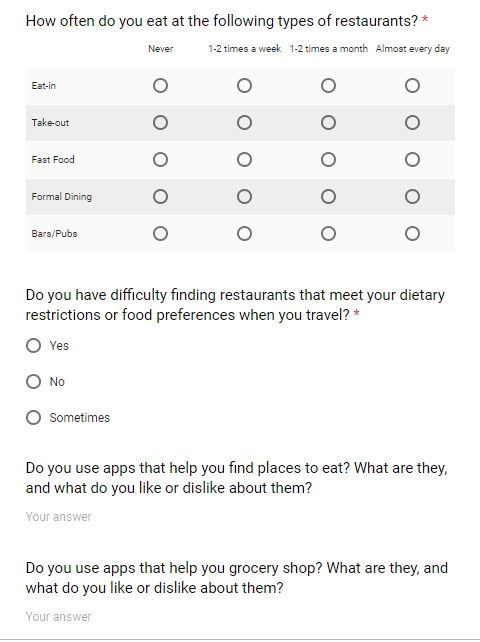 How often do you eat at the following types of restaurants? *
Never 1-2 times a week 1-2 times a month Almost every day
Eat-in
Take-out
Fast Food
Formal Dining
Bars/Pubs
Do you have difficulty finding restaurants that meet your dietary
restrictions or food preferences when you travel? *
Yes
No
Sometimes
Do you use apps that help you find places to eat? What are they,
and what do you like or dislike about them?
Your answer
Do you use apps that help you grocery shop? What are they, and
what do you like or dislike about them?
Your answer